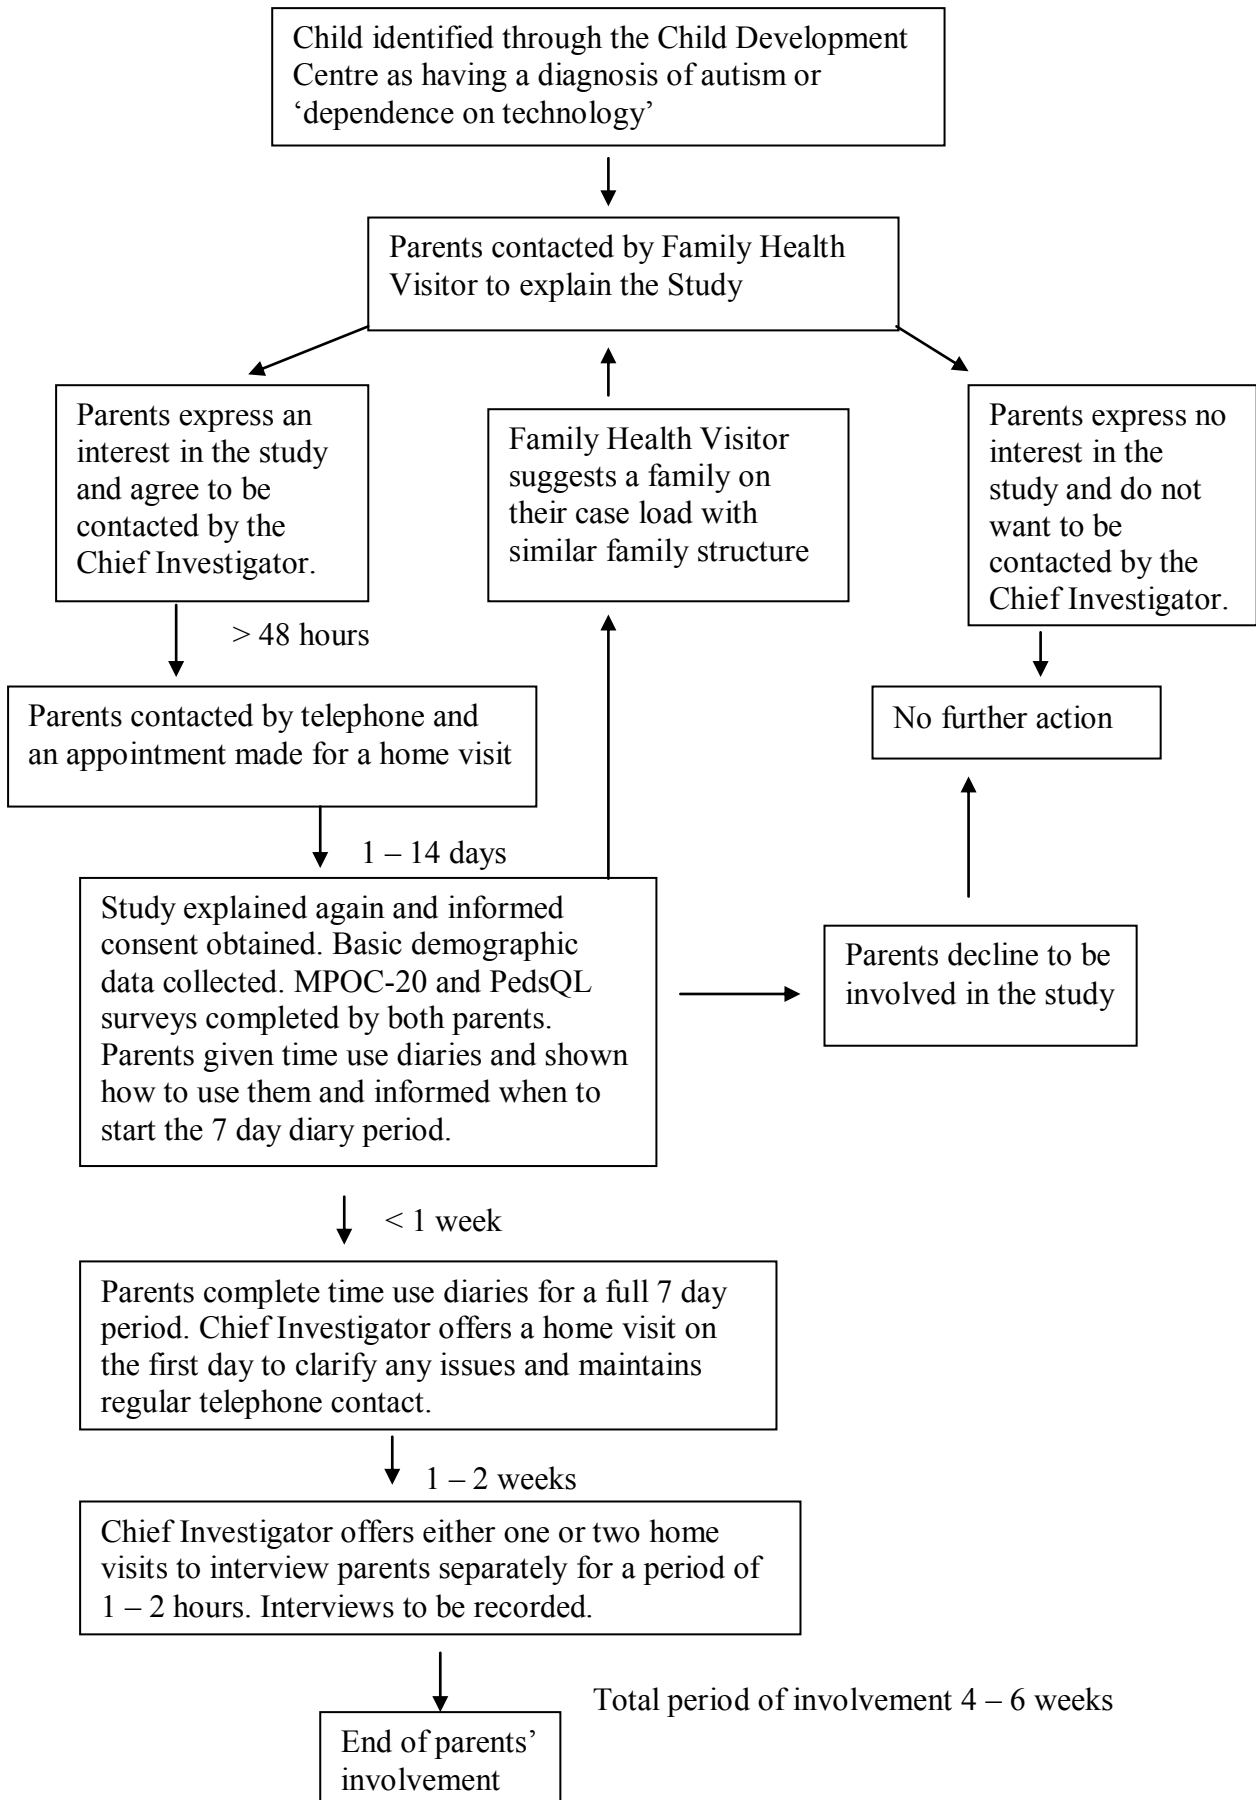 Child identified through the Child Development
Centre as having a diagnosis of autism or
‘dependence on technology’
Parents contacted by Family Health
Visitor to explain the Study
Parents express an
interest in the study
and agree to be
contacted by the
Chief Investigator.
Family Health Visitor
suggests a family on
their case load with
similar family structure
Parents express no
interest in the
study and do not
want to be
contacted by the
Chief Investigator.
> 48 hours
Parents contacted by telephone and
an appointment made for a home visit
No further action
1 – 14 days
Study explained again and informed
consent obtained. Basic demographic
data collected. MPOC-20 and PedsQL
surveys completed by both parents.
Parents given time use diaries and shown
how to use them and informed when to
start the 7 day diary period.
Parents decline to be
involved in the study
< 1 week
Parents complete time use diaries for a full 7 day
period. Chief Investigator offers a home visit on
the first day to clarify any issues and maintains
regular telephone contact.
1 – 2 weeks
Chief Investigator offers either one or two home
visits to interview parents separately for a period of
1 – 2 hours. Interviews to be recorded.
Total period of involvement 4 – 6 weeks
End of parents’
involvement